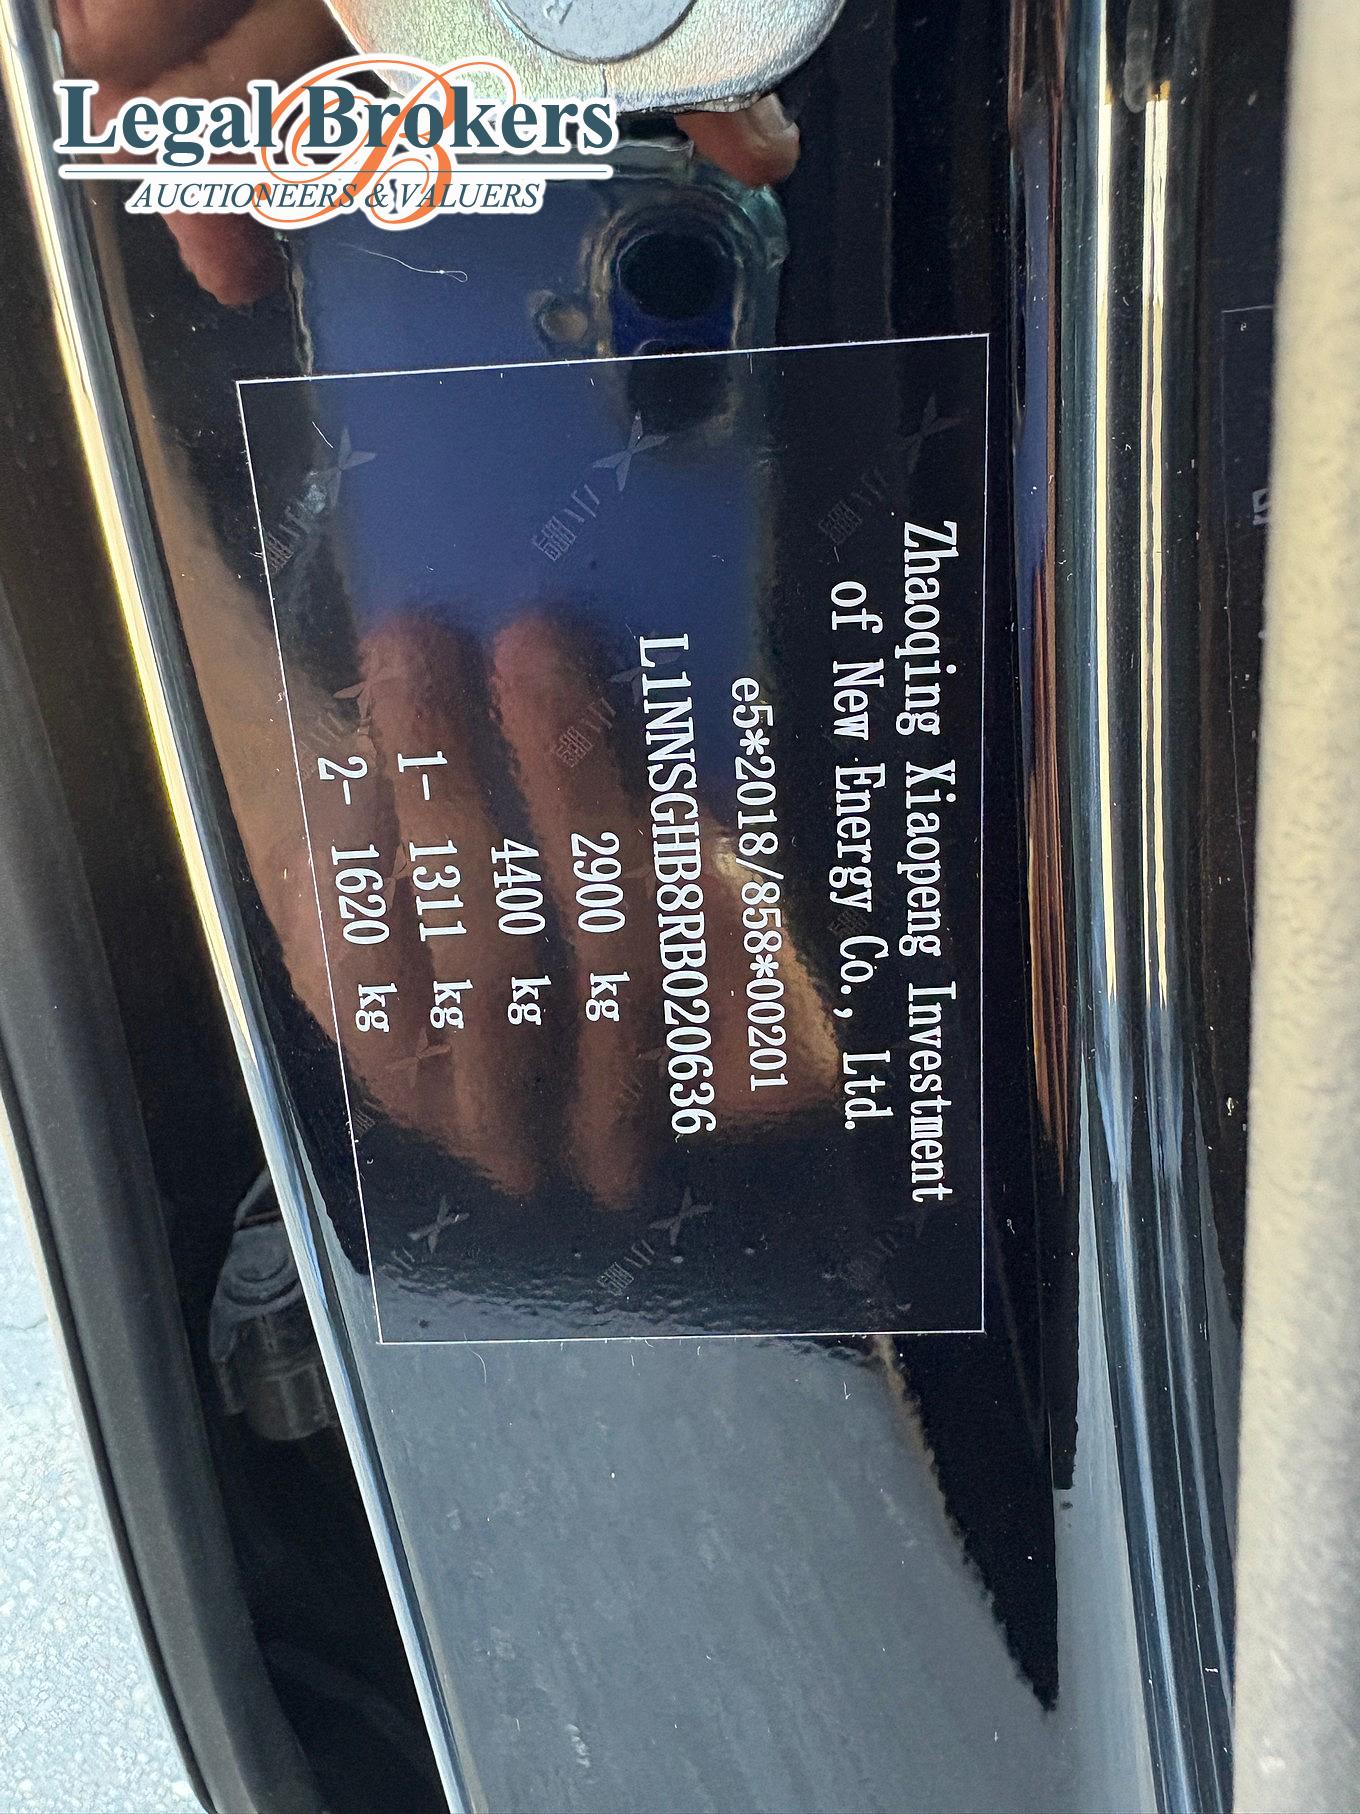 Legal Brokers
AUCTIONEERS & VALUERS
Zhaoqing Xiaopeng Investment
of New Energy Co., Ltd.
e5*2018/858*00201
L1NNSGHB8RB020636
2900 kg
4400 kg
1- 1311 kg
2- 1620 kg